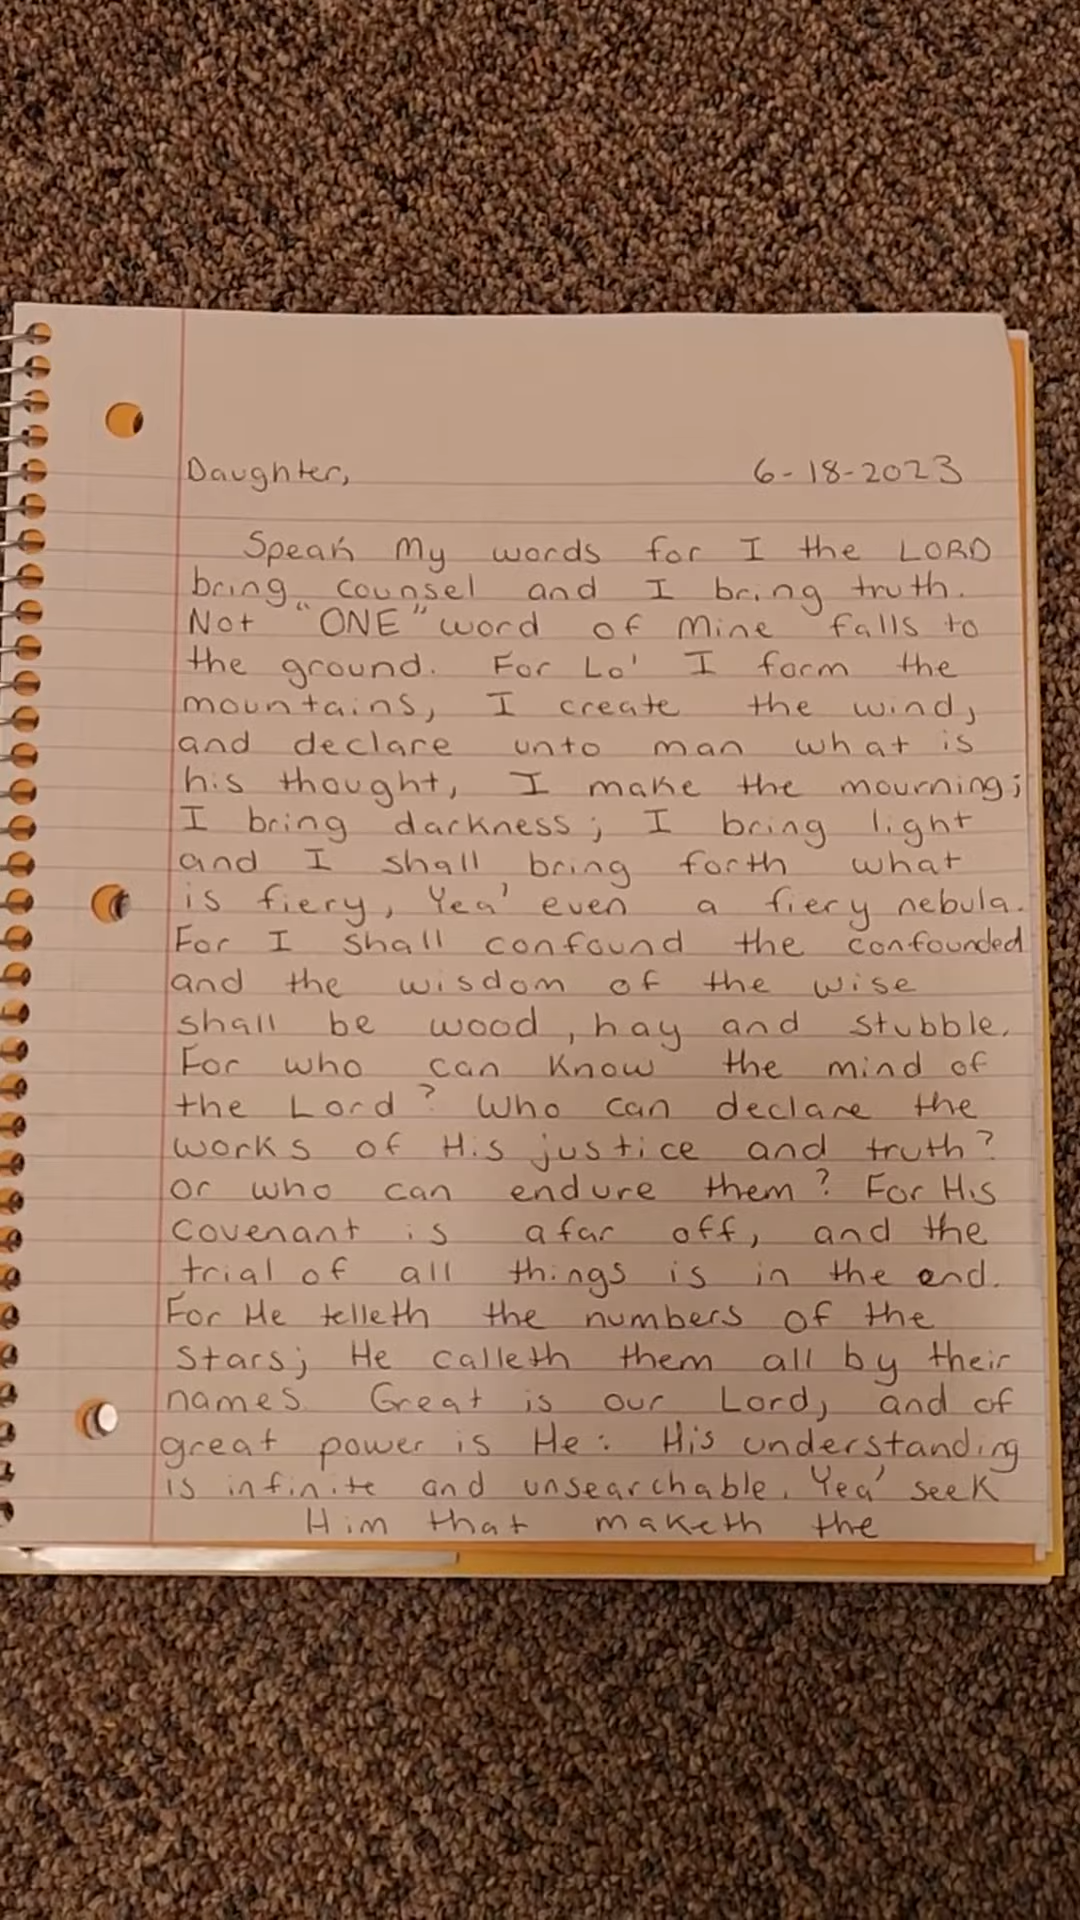 Daughter, 6-18-2023
Speak My words for I the LORD
bring counsel and I bring truth.
Not "ONE" word of Mine falls to
the ground. For Lo' I form the
mountains, I create the wind,
and declare unto man what is
his thought, I make the mourning;
I bring darkness; I bring light
and I shall bring forth what
is fiery, Yea' even a fiery nebula.
For I shall confound the confounded
and the wisdom of the wise
shall be wood, hay and stubble.
For who can know the mind of
the Lord? Who can declare the
works of His justice and truth?
or who can endure them? For His
covenant is afar off, and the
trial of all things is in the end.
For He telleth the numbers of the
stars; He calleth them all by their
names. Great is our Lord, and of
great power is He: His understanding
is infinite and unsearchable. Yea' seek
Him that maketh the